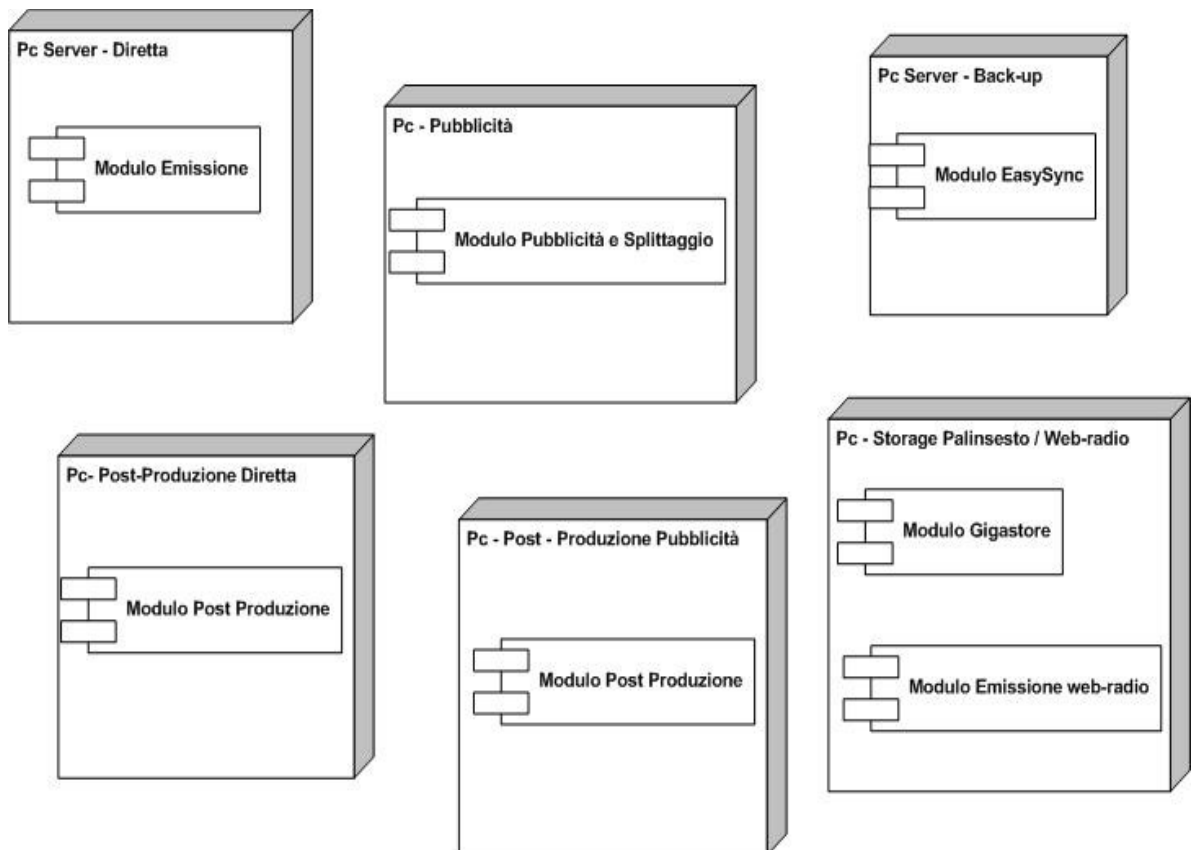 Pc Server - Diretta
Modulo Emissione
Pc - Pubblicità
Modulo Pubblicità e Splittaggio
Pc Server - Back-up
Modulo EasySync
Pc- Post-Produzione Diretta
Modulo Post Produzione
Pc - Post - Produzione Pubblicità
Modulo Post Produzione
Pc - Storage Palinsesto / Web-radio
Modulo Gigastore
Modulo Emissione web-radio